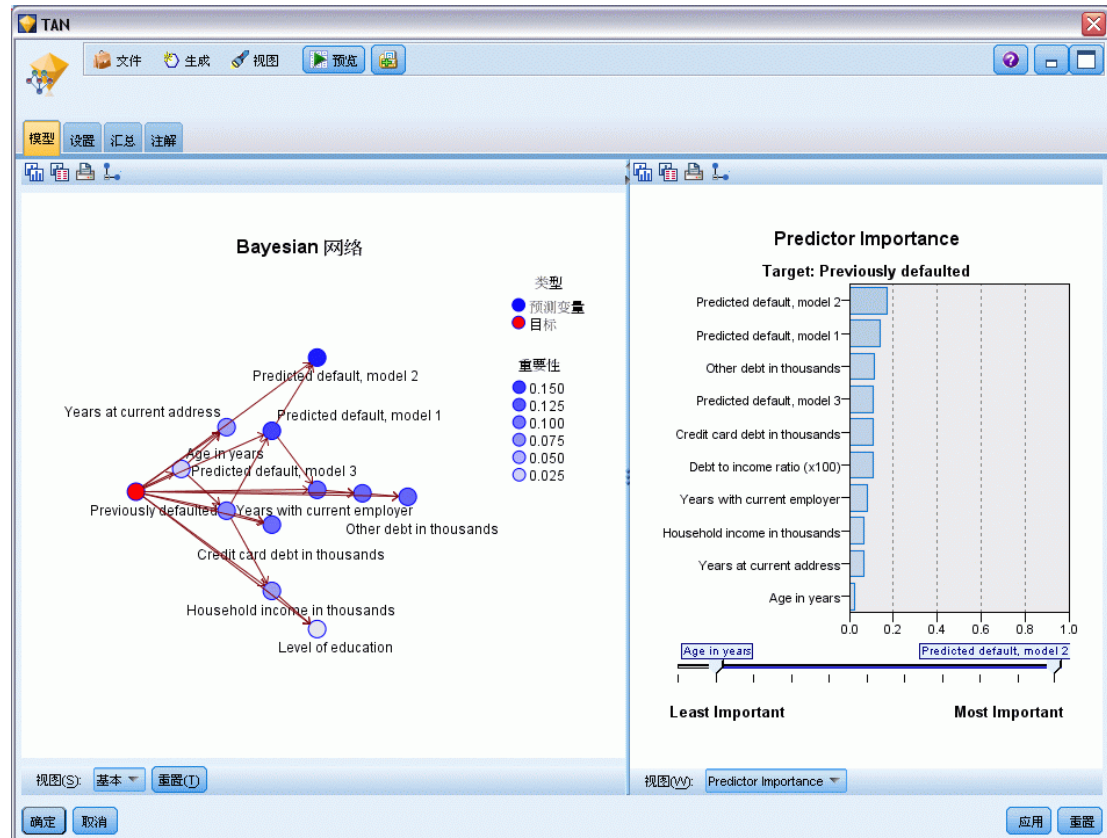 TAN
文件 生成 视图 预览
模型 设置 汇总 注解
Bayesian 网络
类型
预测变量
目标
重要性
0.150
0.125
0.100
0.075
0.050
0.025
Predicted default, model 2
Years at current address
Predicted default, model 1
Age in years
Predicted default, model 3
Previously defaulted
Years with current employer
Other debt in thousands
Credit card debt in thousands
Household income in thousands
Level of education
视图(S): 基本 重置(T)
Predictor Importance
Target: Previously defaulted
Predicted default, model 2
Predicted default, model 1
Other debt in thousands
Predicted default, model 3
Credit card debt in thousands
Debt to income ratio (x100)
Years with current employer
Household income in thousands
Years at current address
Age in years
0.0 0.2 0.4 0.6 0.8 1.0
Age in years Predicted default, model 2
Least Important Most Important
视图(W): Predictor Importance
确定 取消 应用 重置